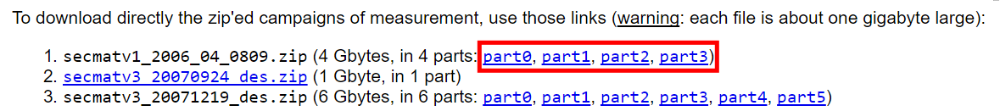 To download directly the zip'ed campaigns of measurement, use those links (warning: each file is about one gigabyte large):
1. secmatv1_2006_04_0809.zip (4 Gbytes, in 4 parts: part0, part1, part2, part3)
2. secmatv3_20070924_des.zip (1 Gbyte, in 1 part)
3. secmatv3_20071219_des.zip (6 Gbytes, in 6 parts: part0, part1, part2, part3, part4, part5)